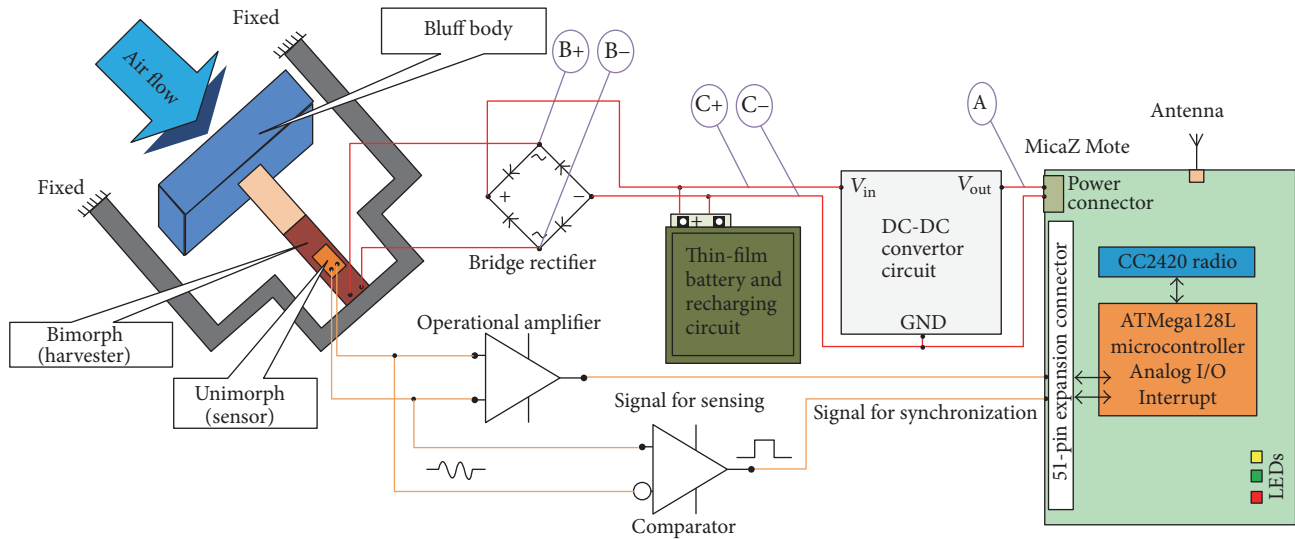 Fixed
Bluff body
Air flow
B+
B−
C+
C−
A
Antenna
MicaZ Mote
Fixed
V_in
V_out
Power
connector
+
−
~
~
+
Bridge rectifier
Thin-film
battery and
recharging
circuit
DC-DC
convertor
circuit
GND
CC2420 radio
Bimorph
(harvester)
Unimorph
(sensor)
Operational amplifier
ATMega128L
microcontroller
Analog I/O
Interrupt
51-pin expansion connector
Signal for sensing
Signal for synchronization
Comparator
LEDs